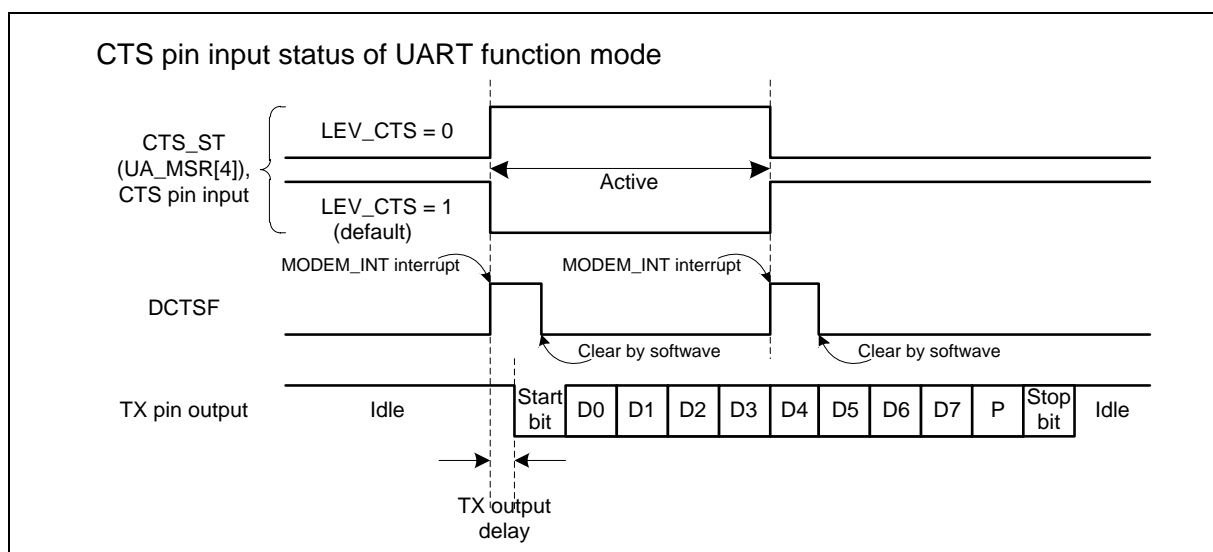 CTS pin input status of UART function mode
CTS_ST
(UA_MSR[4]),
CTS pin input
LEV_CTS = 0
Active
LEV_CTS = 1
(default)
MODEM_INT interrupt
MODEM_INT interrupt
DCTSF
Clear by softwave
Clear by softwave
TX pin output
Idle
Start
bit
D0
D1
D2
D3
D4
D5
D6
D7
P
Stop
bit
Idle
TX output
delay